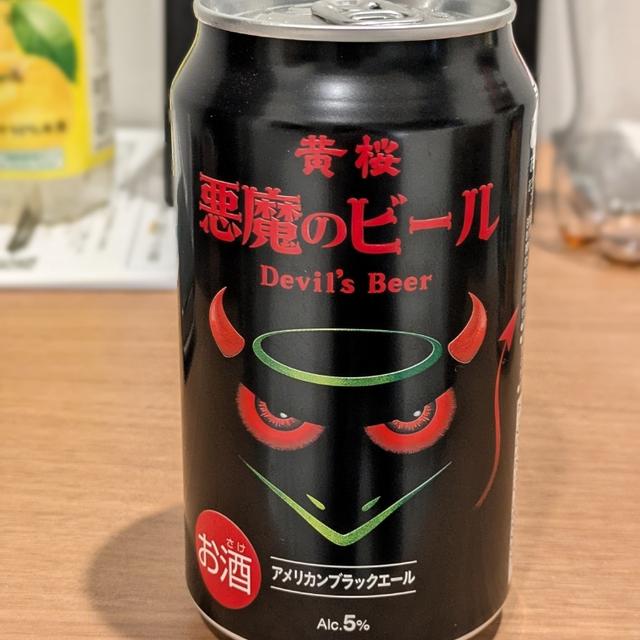 黄桜
悪魔のビール
Devil's Beer
さけ
お酒
アメリカンブラックエール
Alc.5%